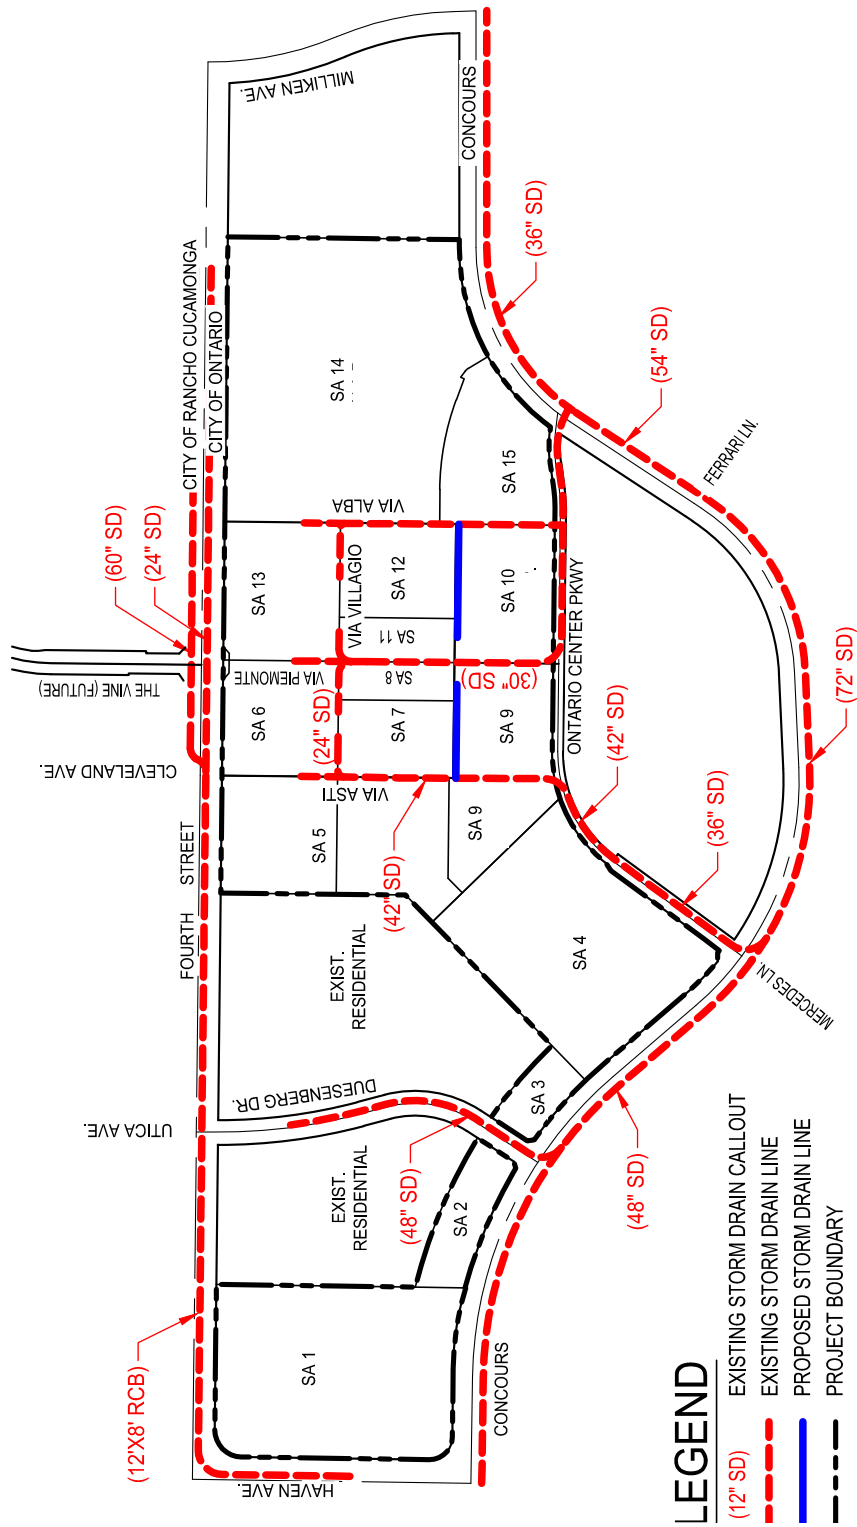 MILLIKEN AVE.
CONCOURS
(36" SD)
(54" SD)
FERRARI LN.
CITY OF RANCHO CUCAMONGA
CITY OF ONTARIO
SA 14
SA 15
VIA ALBA
(60" SD)
(24" SD)
SA 13
VIA VILLAGIO
SA 12
SA 10
SA 11
ONTARIO CENTER PKWY
THE VINE (FUTURE)
VIA PIEMONTE
SA 8
(30" SD)
(72" SD)
SA 6
(24" SD)
SA 7
SA 9
(42" SD)
CLEVELAND AVE.
VIA ASTI
SA 5
SA 9
(36" SD)
(42" SD)
FOURTH STREET
EXIST.
RESIDENTIAL
SA 4
MERCEDES LN.
DUESENBERG DR.
SA 3
UTICA AVE.
EXIST.
RESIDENTIAL
(48" SD)
SA 2
(48" SD)
SA 1
(12'X8' RCB)
CONCOURS
HAVEN AVE.
LEGEND
(12" SD) EXISTING STORM DRAIN CALLOUT
EXISTING STORM DRAIN LINE
PROPOSED STORM DRAIN LINE
PROJECT BOUNDARY